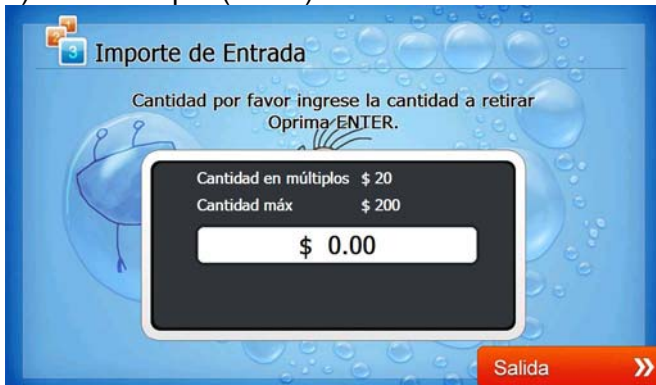 Importe de Entrada
Cantidad por favor ingrese la cantidad a retirar
Oprima ENTER.
Cantidad en múltiplos $ 20
Cantidad máx $ 200
$ 0.00
Salida